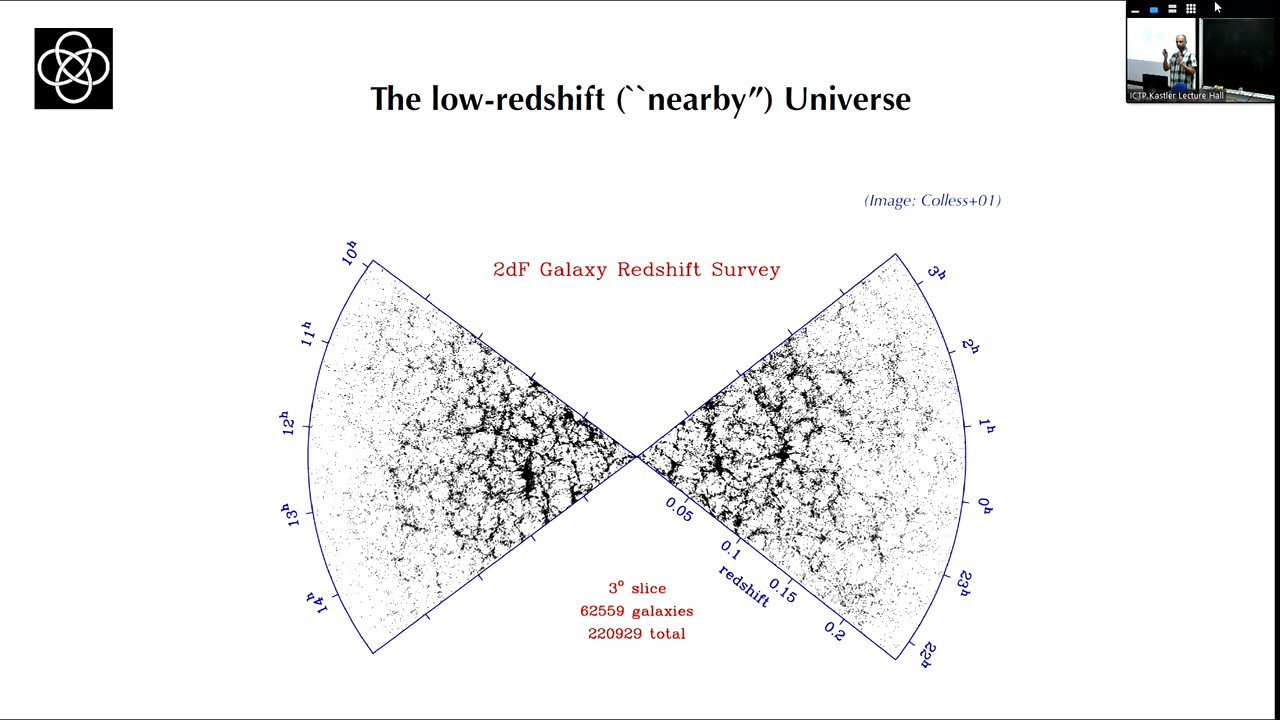 The low-redshift (``nearby”) Universe
ICTP Kastler Lecture Hall
(Image: Colless+01)
2dF Galaxy Redshift Survey
10h
11h
12h
13h
14h
3h
2h
1h
0h
23h
22h
0.05
0.1
0.15
0.2
redshift
3° slice
62559 galaxies
220929 total